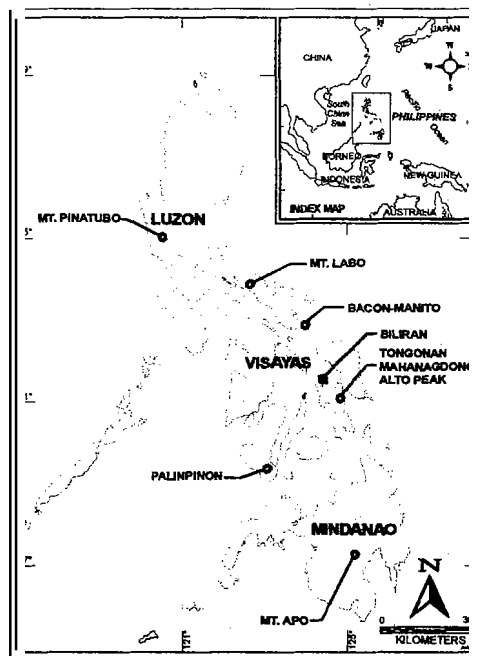 JAPAN
CHINA
N
W
E
S
South
China
Sea
Pacific
Ocean
PHILIPPINES
BORNEO
NEW GUINEA
INDONESIA
INDEX MAP
AUSTRALIA
MT. PINATUBO
LUZON
MT. LABO
BACON-MANITO
BILIRAN
VISAYAS
TONGONAN
MAHANAGDONG
ALTO PEAK
PALINPINON
MINDANAO
MT. APO
N
0
KILOMETERS